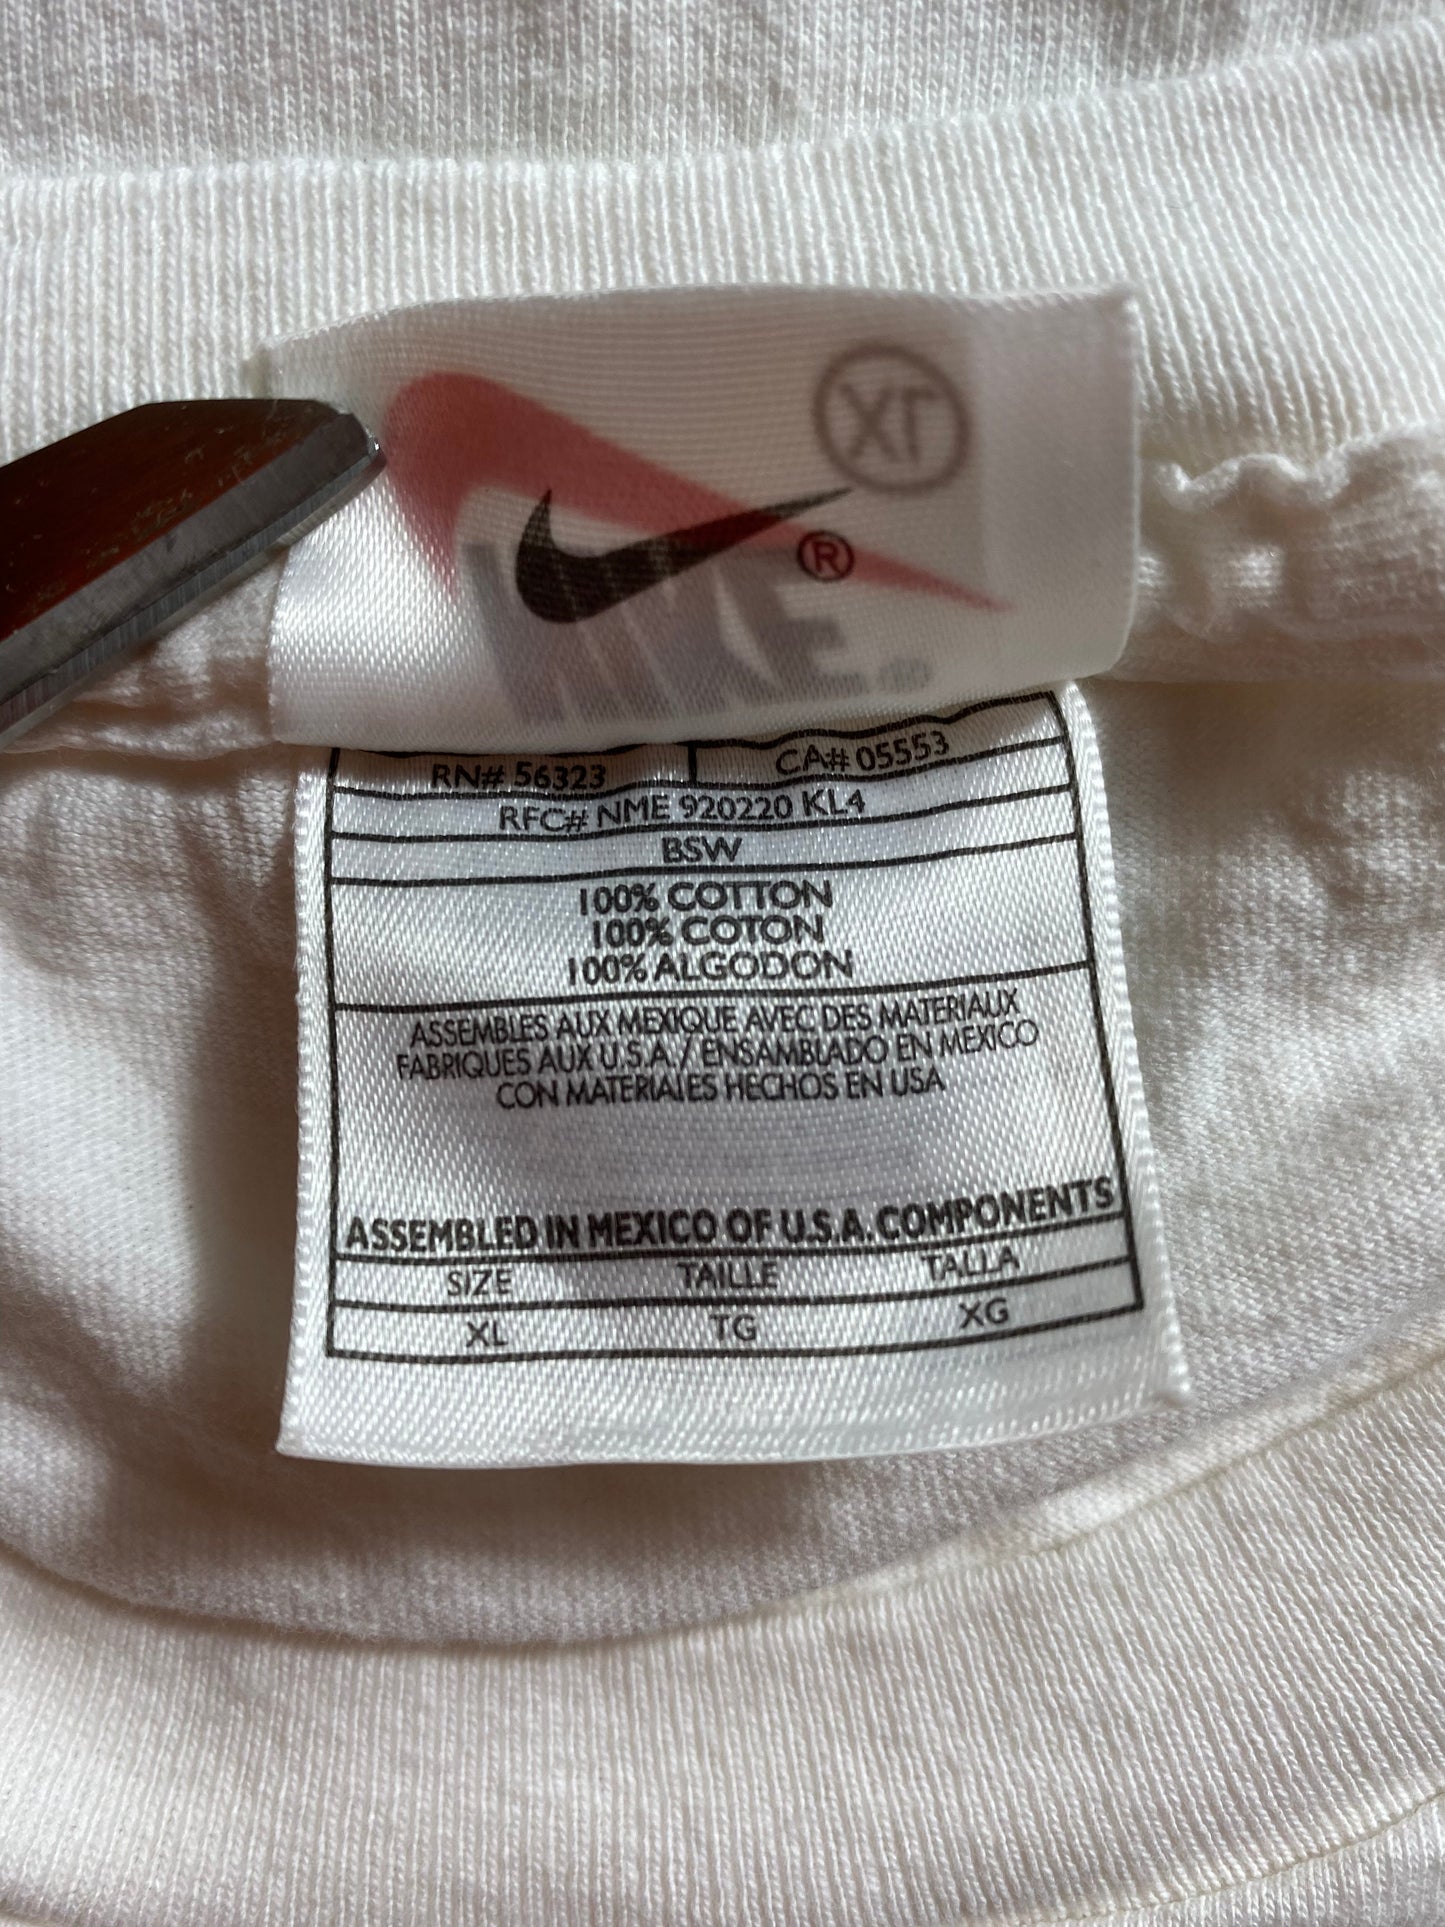 XL
NIKE
®
RN# 56323 CA# 05553
RFC# NME 920220 KL4
BSW
100% COTTON
100% COTON
100% ALGODON
ASSEMBLES AUX MEXIQUE AVEC DES MATERIAUX
FABRIQUES AUX U.S.A./ ENSAMBLADO EN MEXICO
CON MATERIALES HECHOS EN USA
ASSEMBLED IN MEXICO OF U.S.A. COMPONENTS
SIZE TAILLE TALLA
XL TG XG